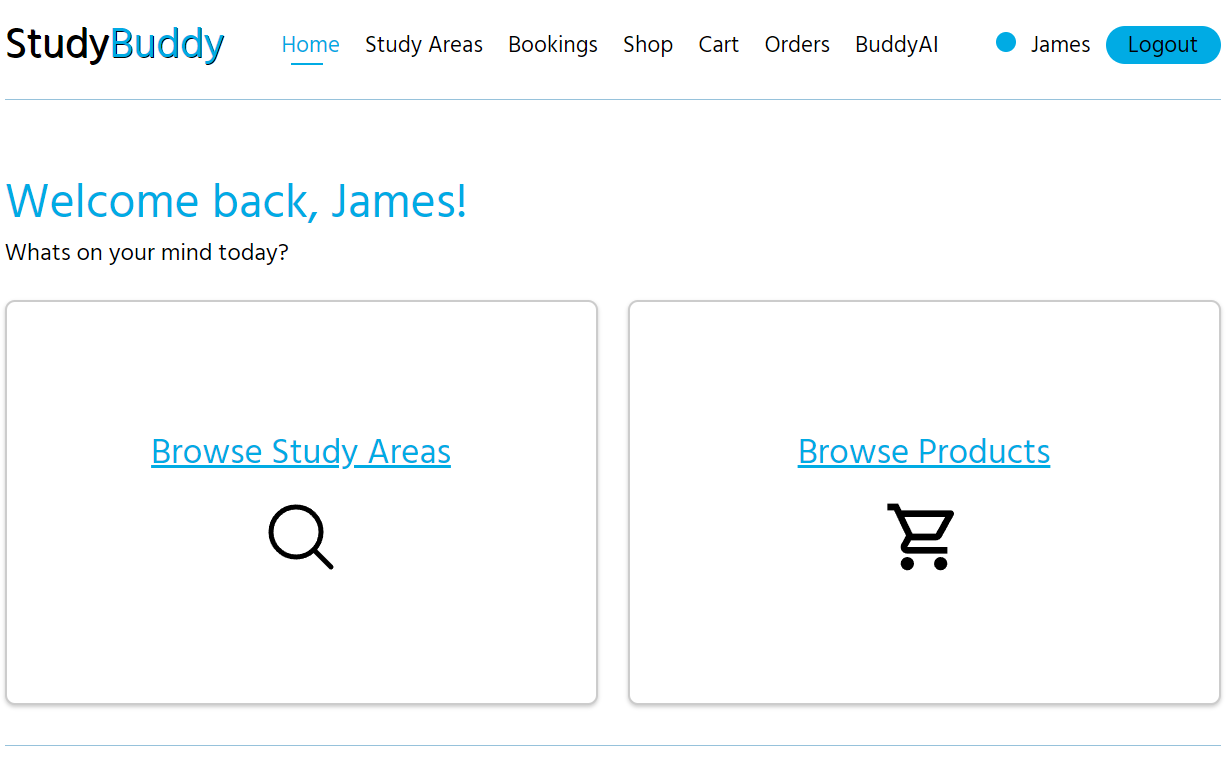 StudyBuddy Home Study Areas Bookings Shop Cart Orders BuddyAI James Logout
Welcome back, James!
Whats on your mind today?
Browse Study Areas
Browse Products